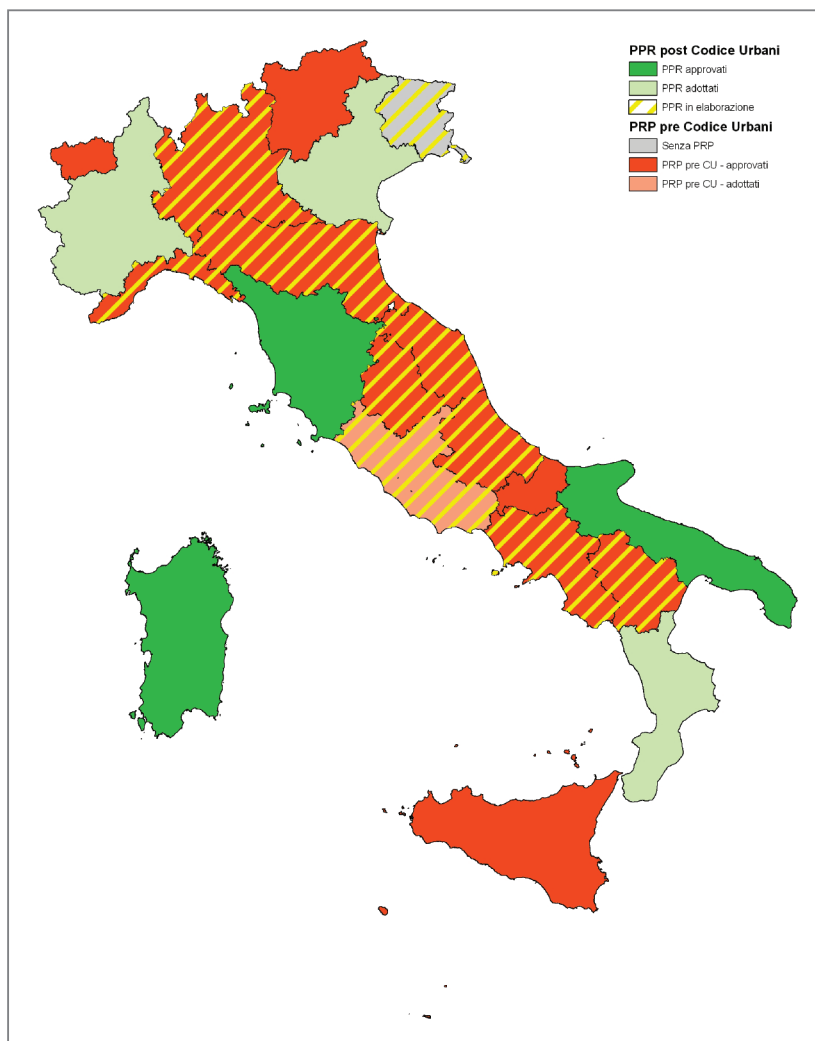 PPR post Codice Urbani
PPR approvati
PPR adottati
PPR in elaborazione
PRP pre Codice Urbani
Senza PRP
PRP pre CU - approvati
PRP pre CU - adottati